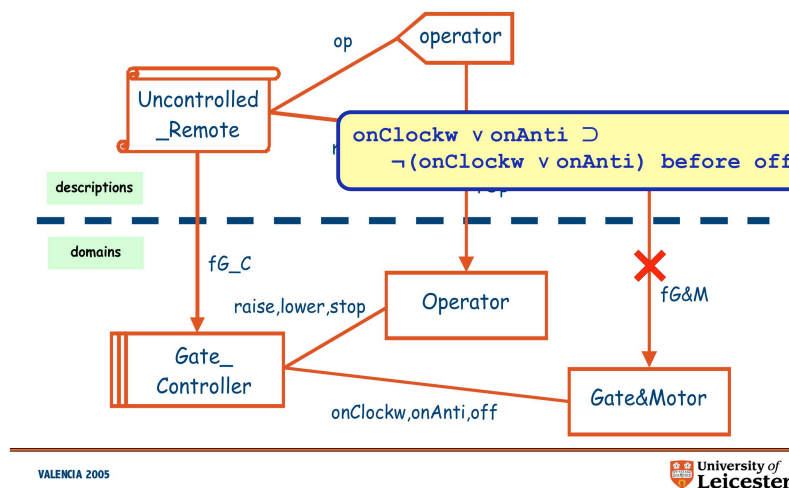 op
operator
Uncontrolled
_Remote
onClockw ∨ onAnti ⊃
¬(onClockw ∨ onAnti) before off
descriptions
domains
fG_C
fG&M
raise,lower,stop
Operator
Gate_
Controller
onClockw,onAnti,off
Gate&Motor
VALENCIA 2005
University of
Leicester